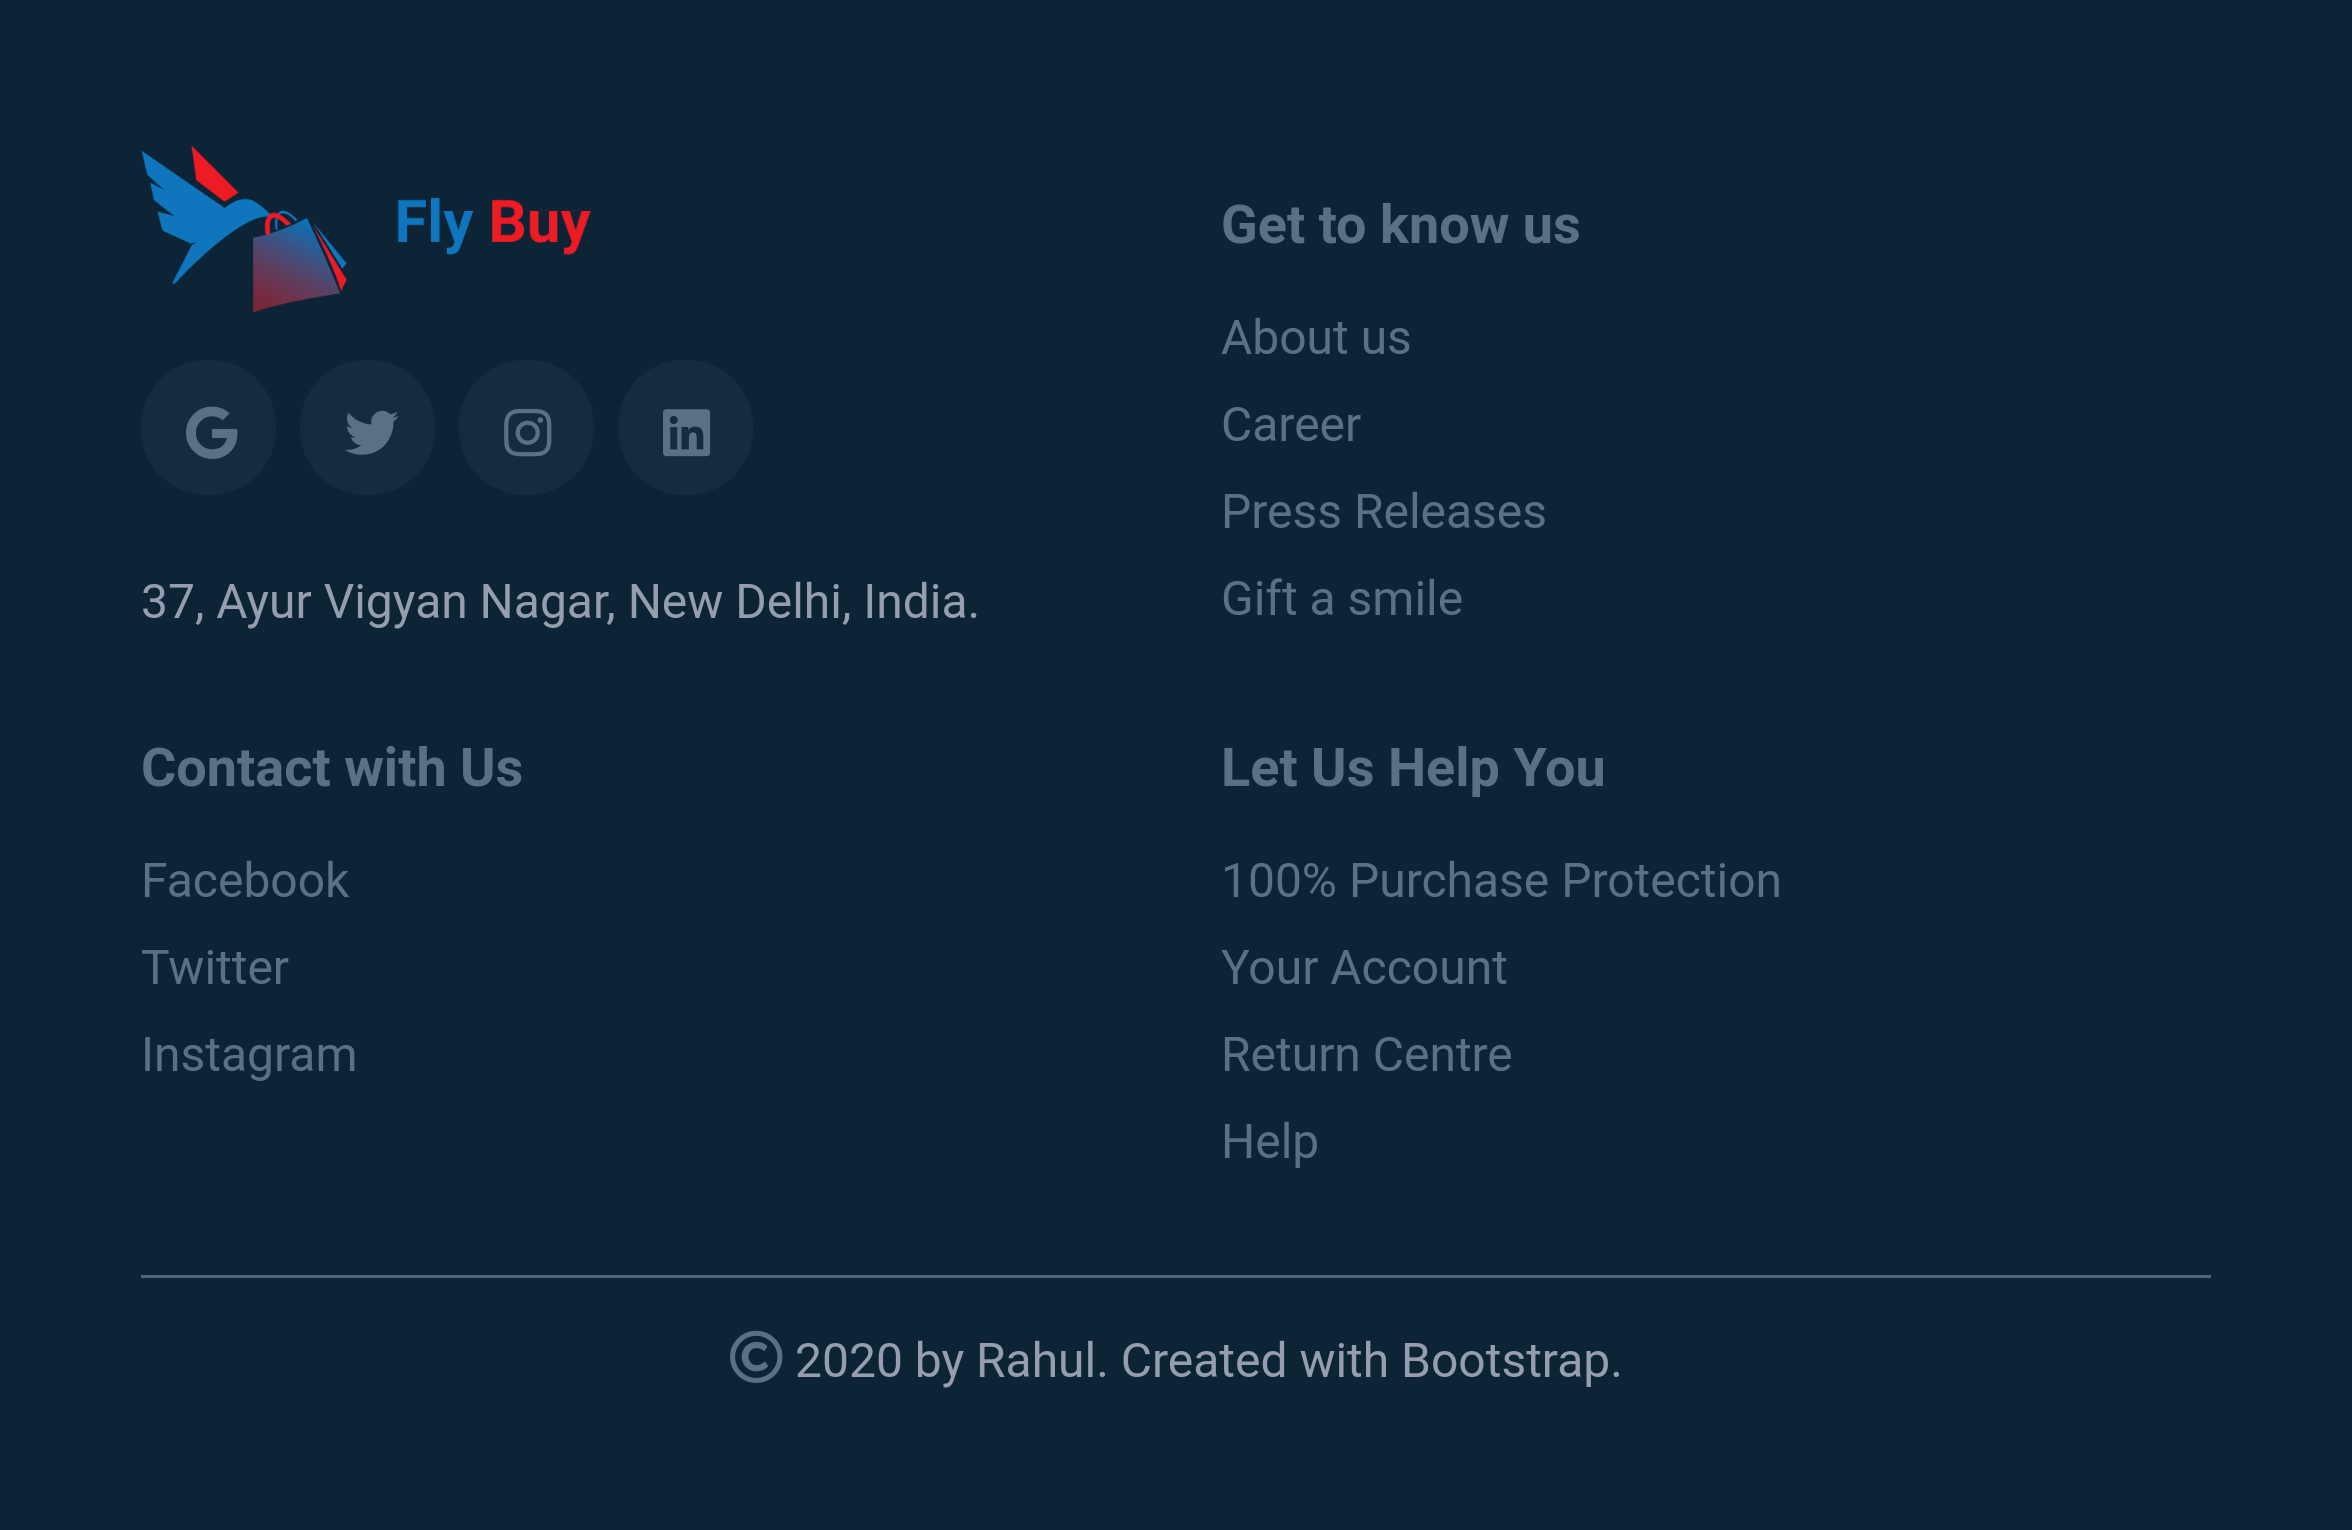 Fly Buy
37, Ayur Vigyan Nagar, New Delhi, India.
Get to know us
About us
Career
Press Releases
Gift a smile
Contact with Us
Facebook
Twitter
Instagram
Let Us Help You
100% Purchase Protection
Your Account
Return Centre
Help
© 2020 by Rahul. Created with Bootstrap.